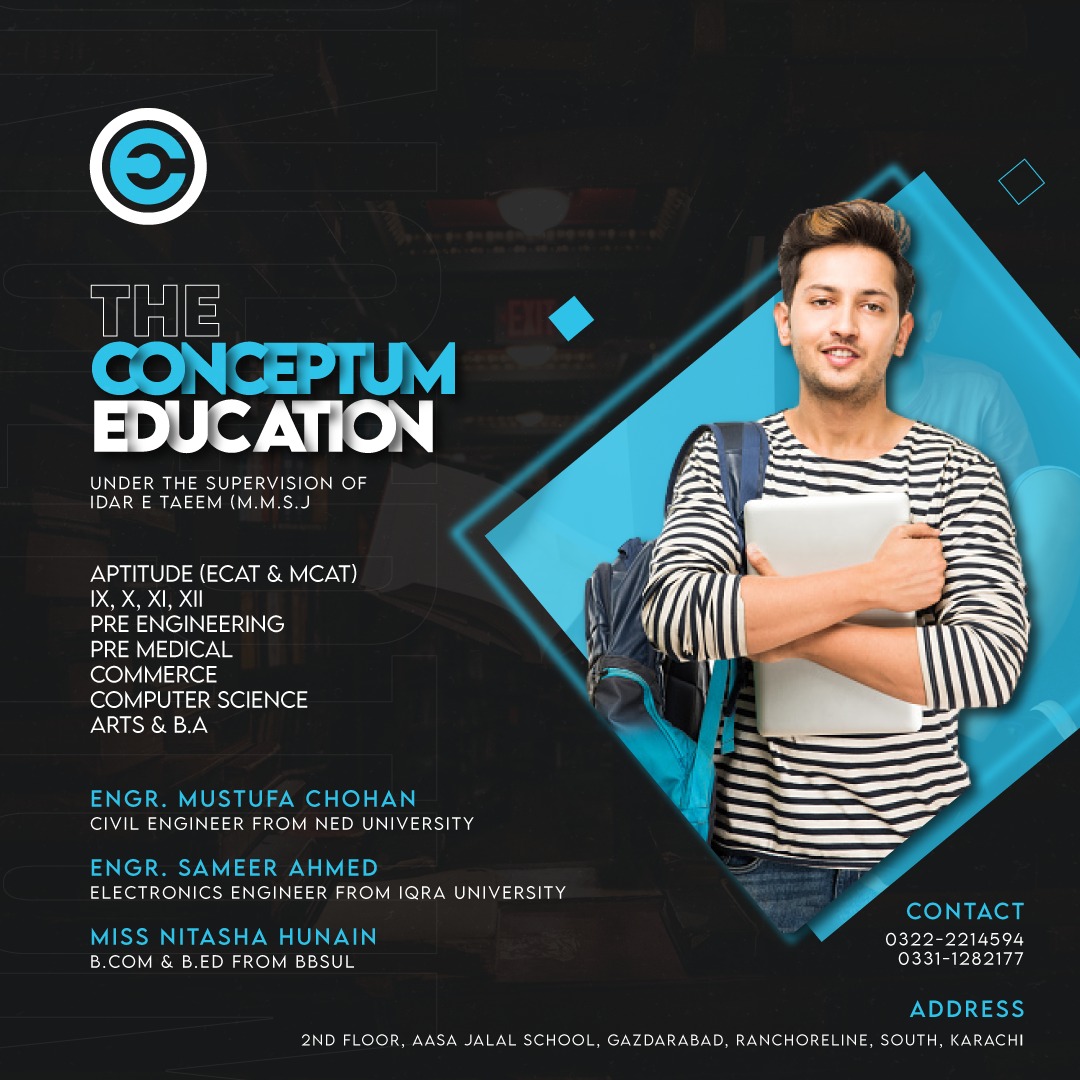 THE
CONCEPTUM
EDUCATION
UNDER THE SUPERVISION OF
IDAR E TAEEM (M.M.S.J
APTITUDE (ECAT & MCAT)
IX, X, XI, XII
PRE ENGINEERING
PRE MEDICAL
COMMERCE
COMPUTER SCIENCE
ARTS & B.A
ENGR. MUSTUFA CHOHAN
CIVIL ENGINEER FROM NED UNIVERSITY
ENGR. SAMEER AHMED
ELECTRONICS ENGINEER FROM IQRA UNIVERSITY
MISS NITASHA HUNAIN
B.COM & B.ED FROM BBSUL
EXIT
CONTACT
0322-2214594
0331-1282177
ADDRESS
2ND FLOOR, AASA JALAL SCHOOL, GAZDARABAD, RANCHORELINE, SOUTH, KARACHI